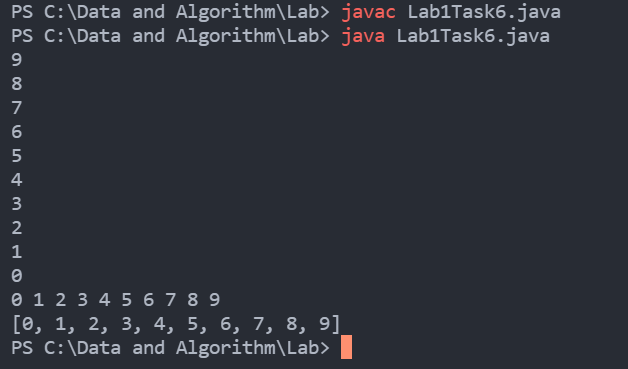 PS C:\Data and Algorithm\Lab> javac Lab1Task6.java
PS C:\Data and Algorithm\Lab> java Lab1Task6.java
9
8
7
6
5
4
3
2
1
0
0 1 2 3 4 5 6 7 8 9
[0, 1, 2, 3, 4, 5, 6, 7, 8, 9]
PS C:\Data and Algorithm\Lab>